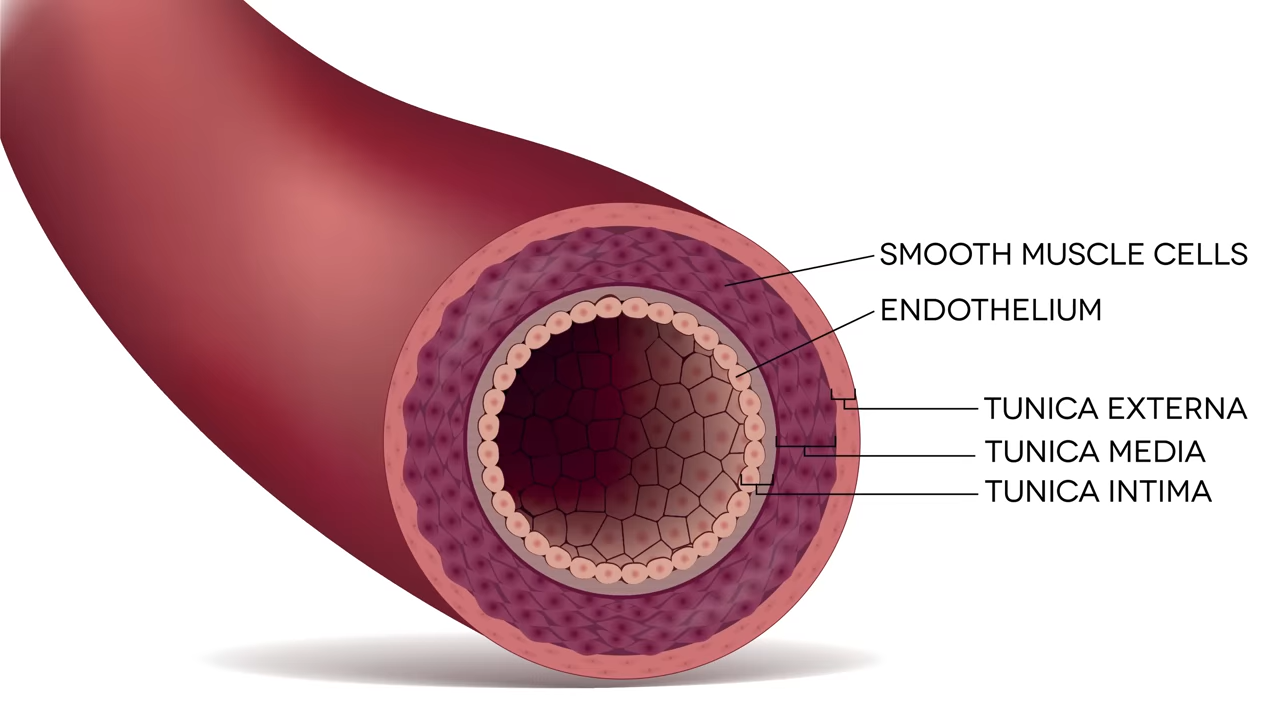 SMOOTH MUSCLE CELLS
ENDOTHELIUM
TUNICA EXTERNA
TUNICA MEDIA
TUNICA INTIMA